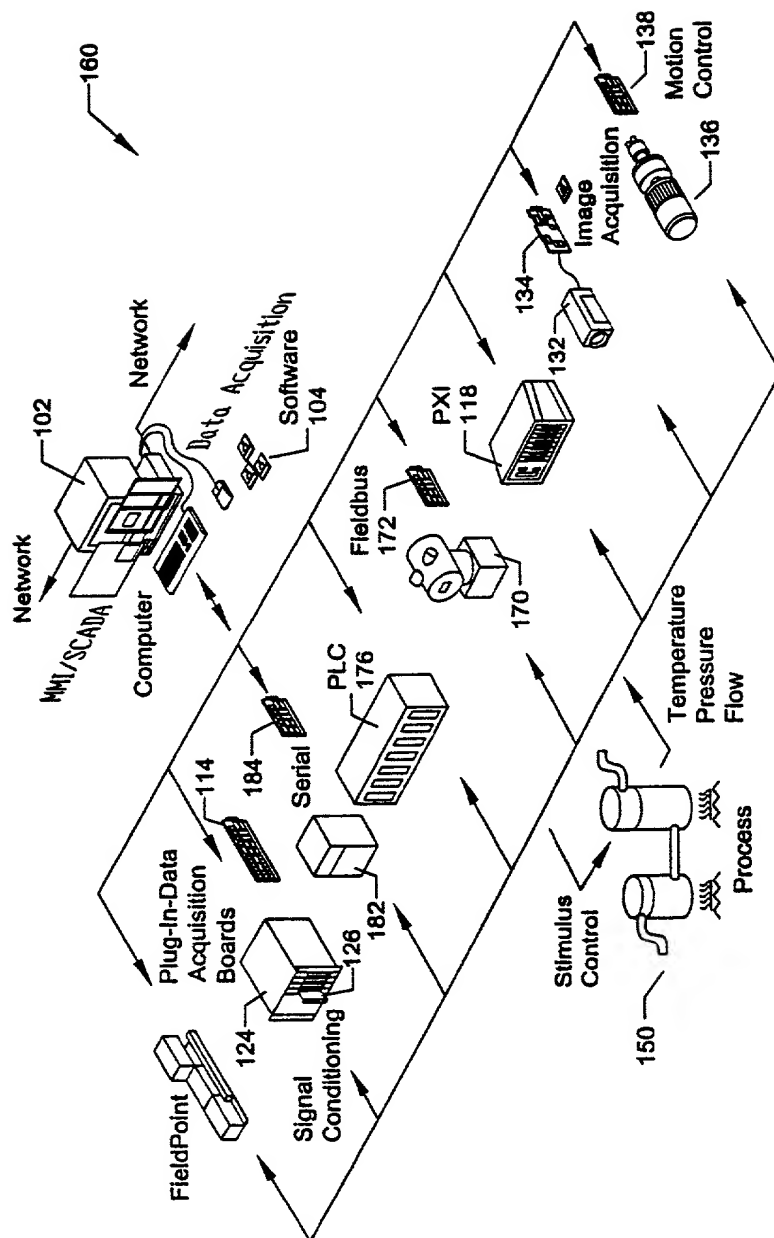 160
Network
102
MMI/SCADA
Computer
Network
Data Acquisition
Software
104
FieldPoint
Plug-In-Data
Acquisition
Boards
114
124
126
Signal
Conditioning
184
Serial
182
PLC
176
Fieldbus
172
170
PXI
118
134
132
Image
Acquisition
138
Motion
Control
136
Stimulus
Control
Temperature
Pressure
Flow
150
Process